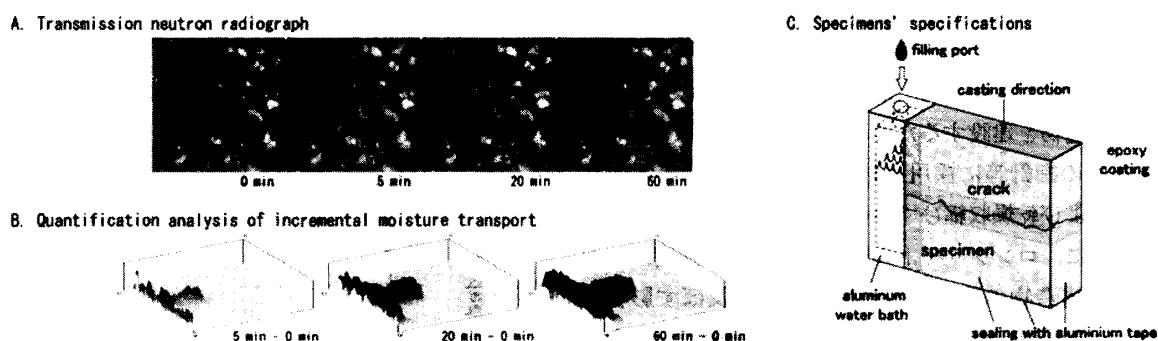 A. Transmission neutron radiograph
0 min 5 min 20 min 60 min
B. Quantification analysis of incremental moisture transport
5 min - 0 min 20 min - 0 min 60 min - 0 min
C. Specimens' specifications
filling port
casting direction
epoxy
coating
crack
specimen
aluminum
water bath
sealing with aluminium tape